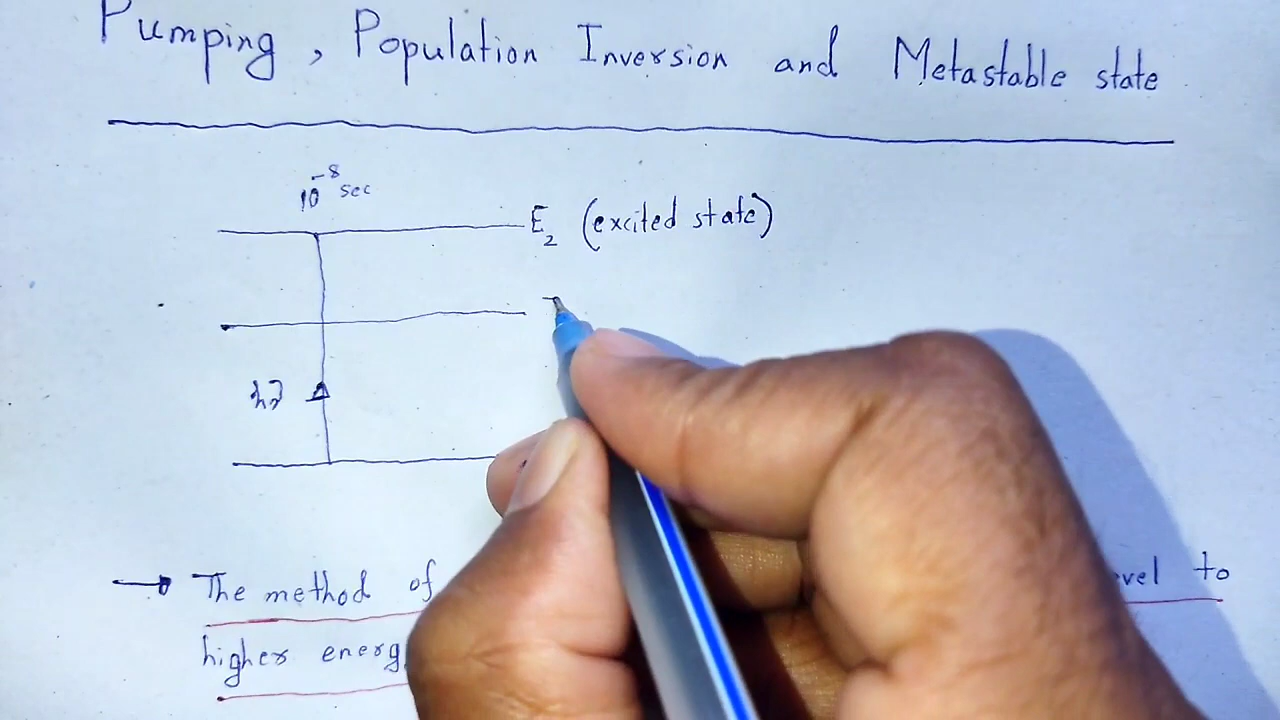 Pumping, Population Inversion and Metastable state
10⁻⁸ sec
E₂ (excited state)
hν
→ The method of evel to
higher energ